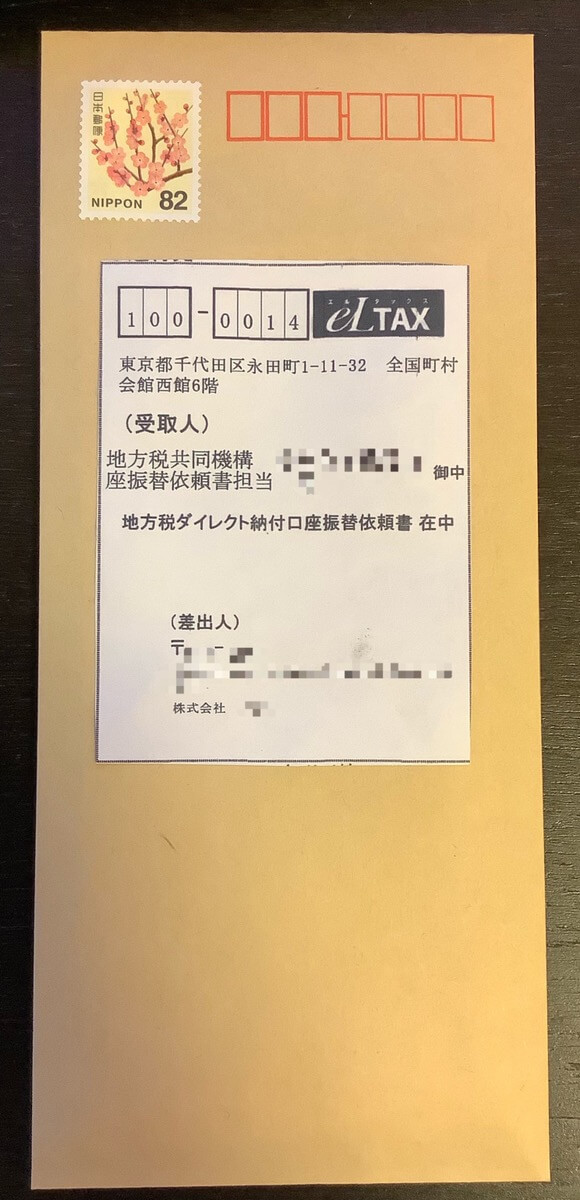 日本郵便
NIPPON 82
100-0014
エルタックス
eLTAX
東京都千代田区永田町1-11-32 全国町村
会館西館6階
（受取人）
地方税共同機構
座振替依頼書担当
御中
地方税ダイレクト納付口座振替依頼書 在中
（差出人）
〒 -
株式会社